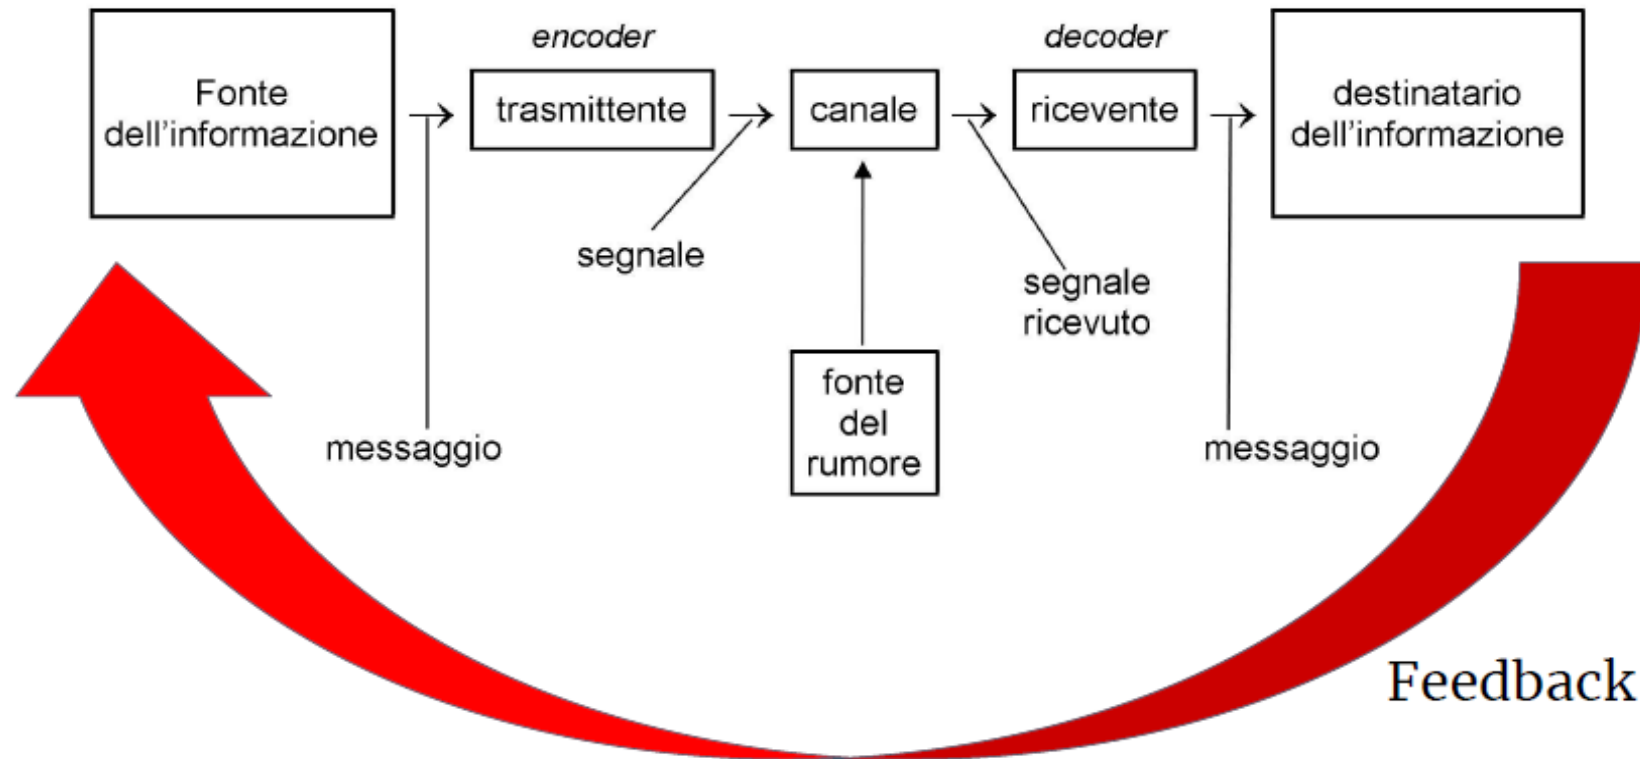 encoder
decoder
Fonte
dell'informazione
trasmittente
canale
ricevente
destinatario
dell'informazione
segnale
segnale
ricevuto
fonte
del
rumore
messaggio
messaggio
Feedback